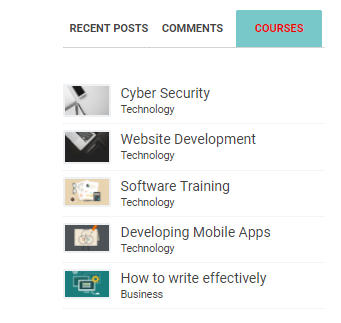 RECENT POSTS COMMENTS COURSES
Cyber Security
Technology
Website Development
Technology
Software Training
Technology
Developing Mobile Apps
Technology
How to write effectively
Business